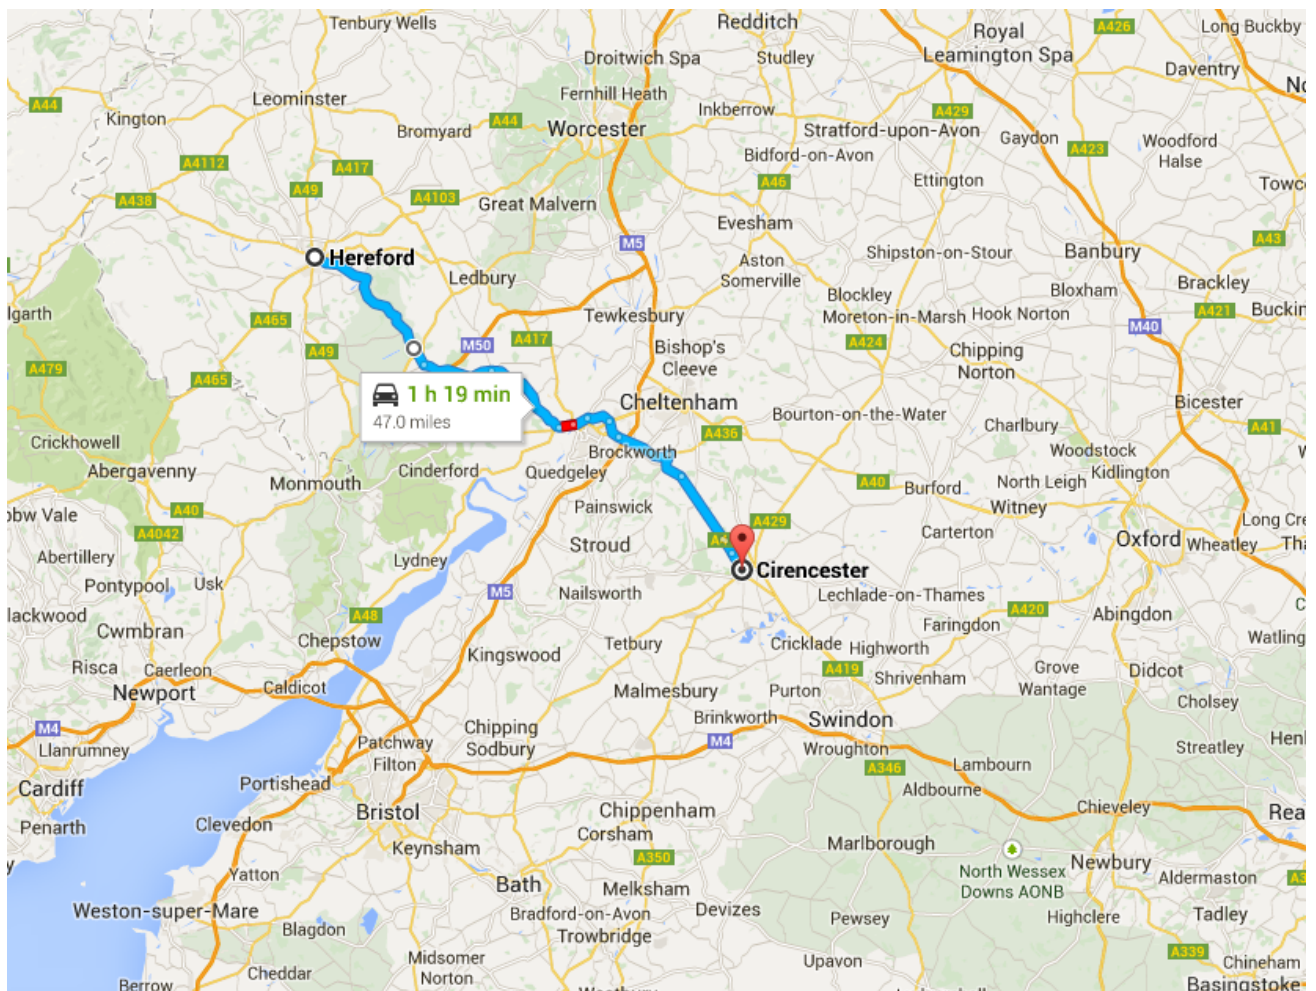 Tenbury Wells
Redditch
Royal
Leamington Spa
A426
Long Buckby
Droitwich Spa
Studley
Daventry
A44
Leominster
Fernhill Heath
Inkberrow
A429
Kington
Bromyard
A44
Worcester
Stratford-upon-Avon
Gaydon
A423
Woodford
Halse
A4112
A417
Bidford-on-Avon
A49
A4103
A46
Ettington
A438
Great Malvern
Evesham
M5
A43
Hereford
Ledbury
Aston
Somerville
Shipston-on-Stour
Banbury
Brackley
Bloxham
Blockley
Moreton-in-Marsh
Hook Norton
A421
A465
Tewkesbury
M40
A49
M50
A417
Bishop's
Cleeve
A424
Chipping
Norton
A479
A465
1 h 19 min
47.0 miles
Cheltenham
Bourton-on-the-Water
Bicester
Crickhowell
A436
Charlbury
A41
Abergavenny
Cinderford
Brockworth
Woodstock
Monmouth
Quedgeley
Kidlington
A40
North Leigh
Burford
Witney
A40
Painswick
A4042
A429
Carterton
Oxford
Wheatley
Abertillery
Stroud
Lydney
Cirencester
Pontypool
Usk
M5
Nailsworth
Lechlade-on-Thames
A420
Abingdon
A48
Faringdon
Cwmbran
Chepstow
Tetbury
Cricklade
Highworth
Risca
Caerleon
Kingswood
A419
Shrivenham
Grove
Wantage
Didcot
Newport
Caldicot
Malmesbury
Purton
Cholsey
M4
Chipping
Sodbury
Brinkworth
Swindon
Llanrumney
Patchway
Filton
M4
Wroughton
Streatley
Cardiff
Portishead
A346
Lambourn
Aldbourne
Penarth
Clevedon
Bristol
Chippenham
Chieveley
Corsham
Keynsham
Marlborough
A350
North Wessex
Downs AONB
Newbury
Yatton
Bath
Melksham
Aldermaston
Weston-super-Mare
Bradford-on-Avon
Devizes
Pewsey
Highclere
Tadley
Blagdon
Trowbridge
A339
Cheddar
Midsomer
Norton
Upavon
Chineham
Berrow
Basingstoke